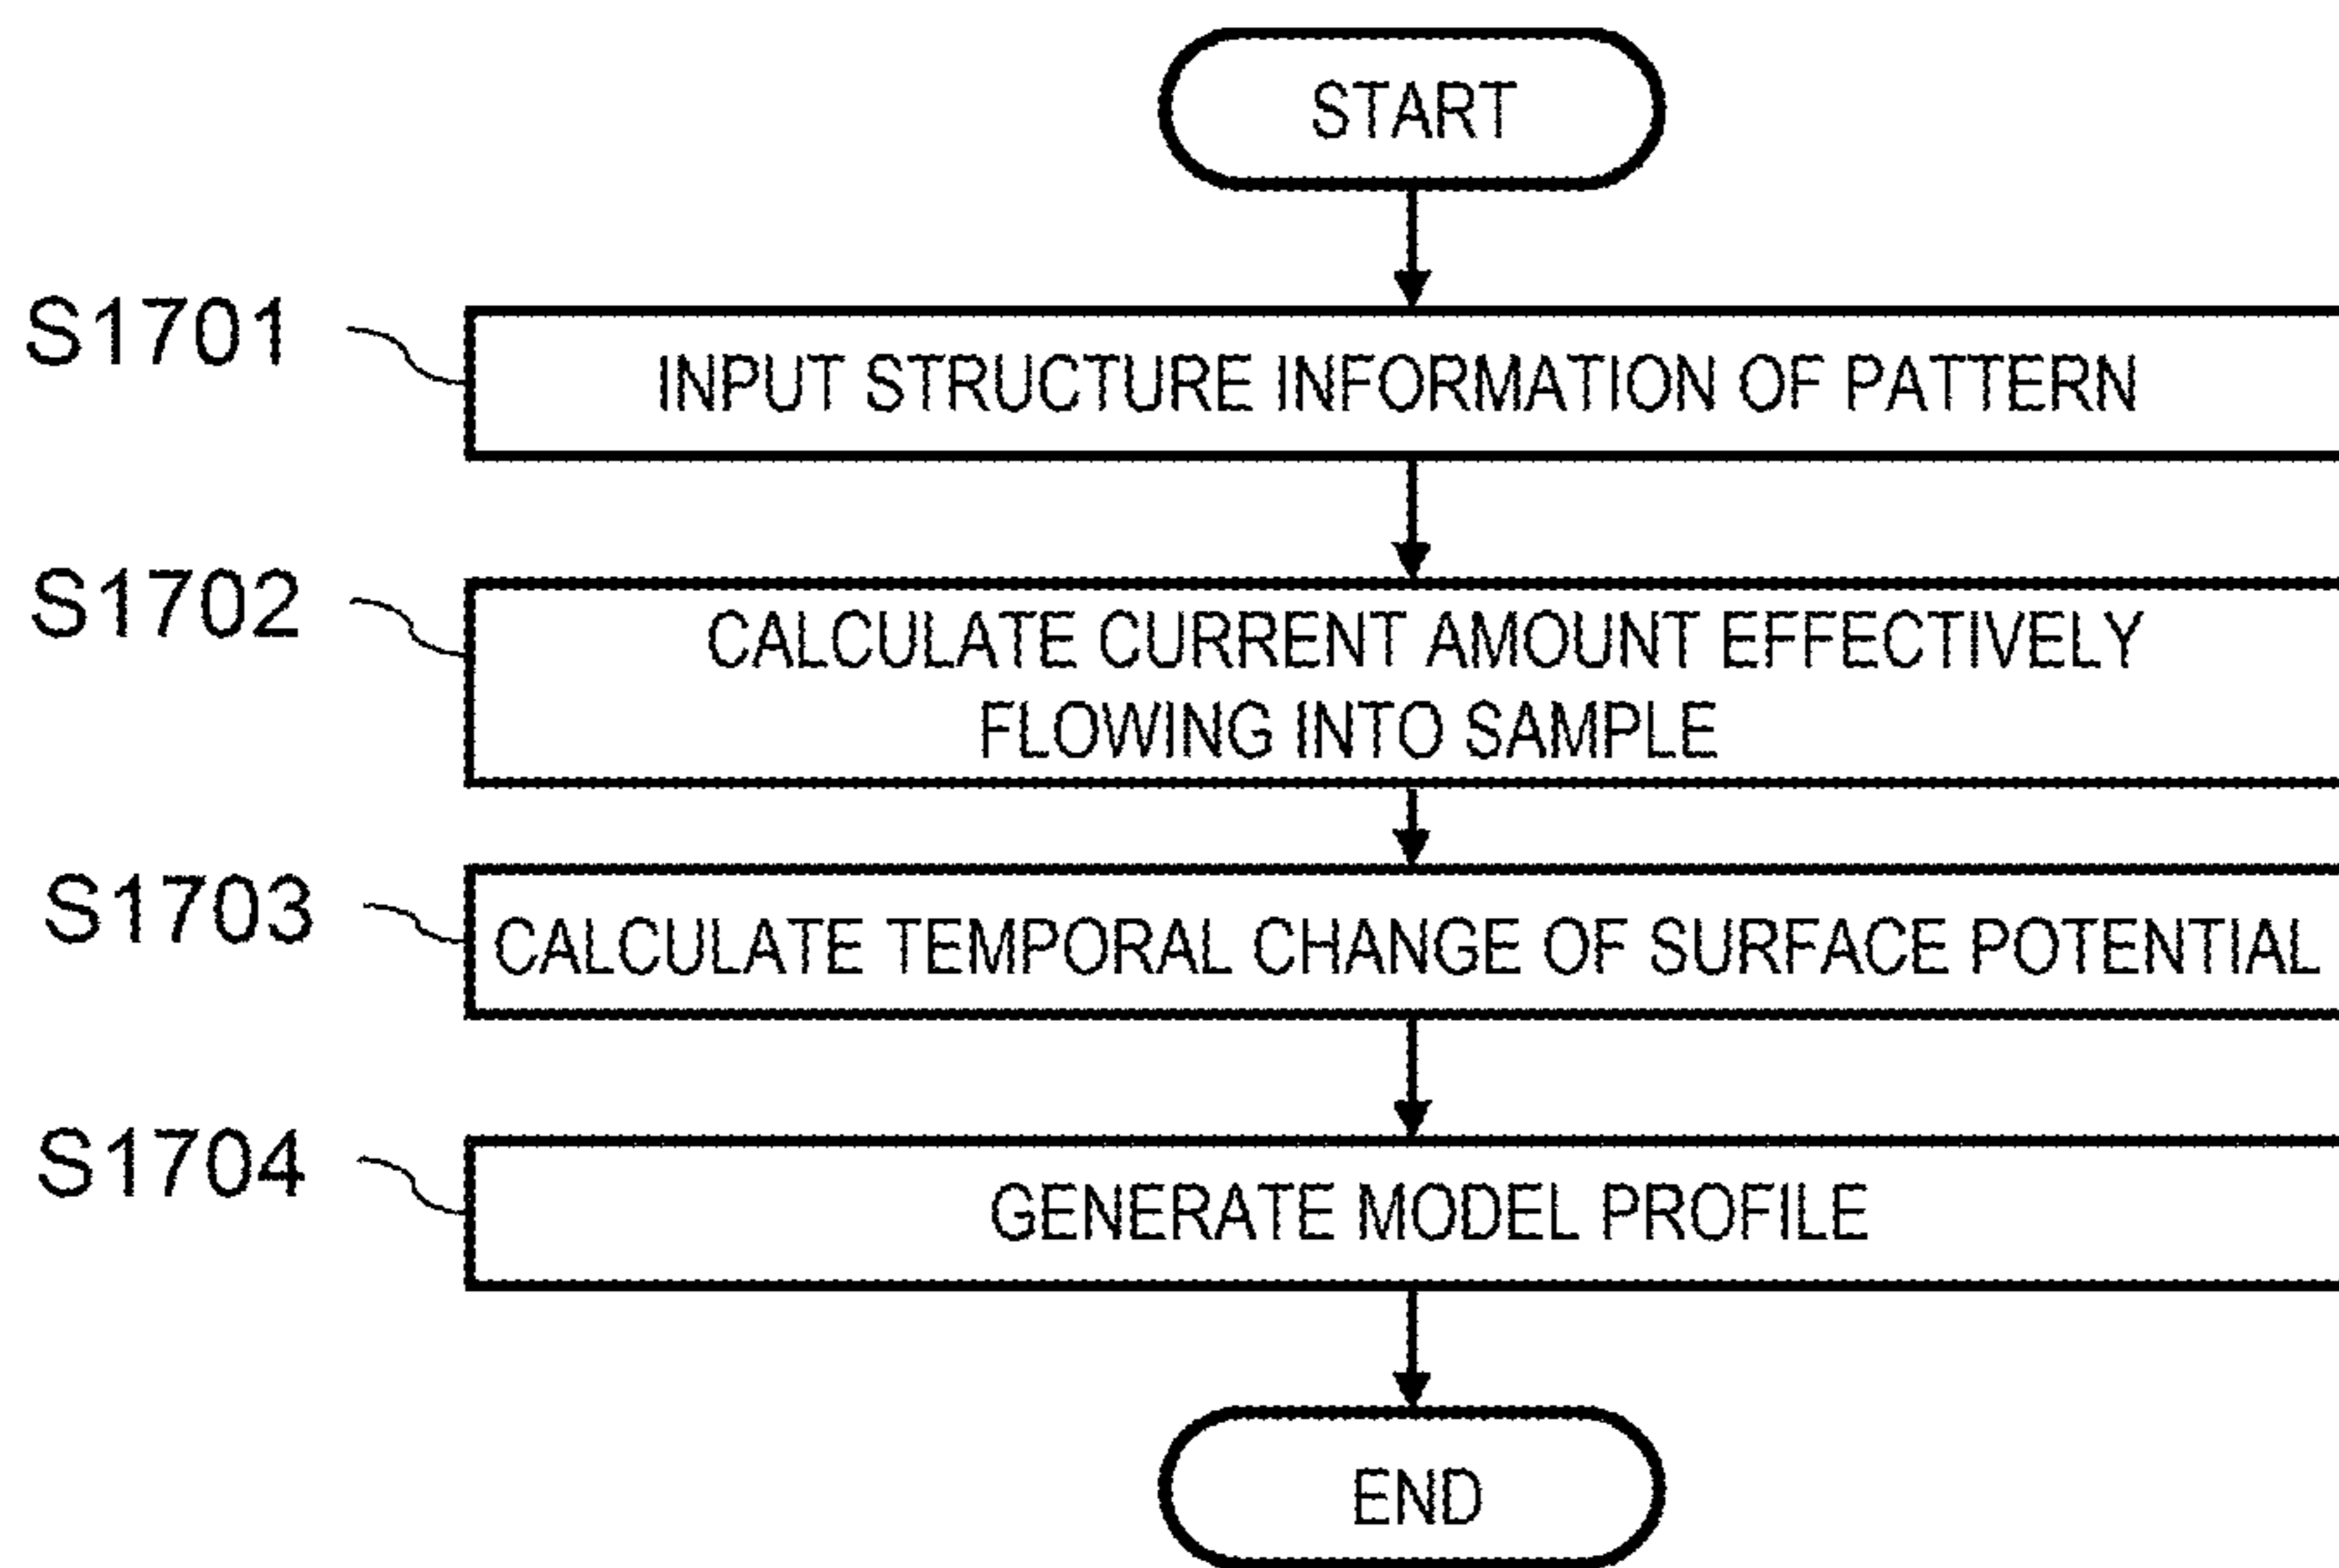 START
S1701
INPUT STRUCTURE INFORMATION OF PATTERN
S1702
CALCULATE CURRENT AMOUNT EFFECTIVELY
FLOWING INTO SAMPLE
S1703
CALCULATE TEMPORAL CHANGE OF SURFACE POTENTIAL
S1704
GENERATE MODEL PROFILE
END